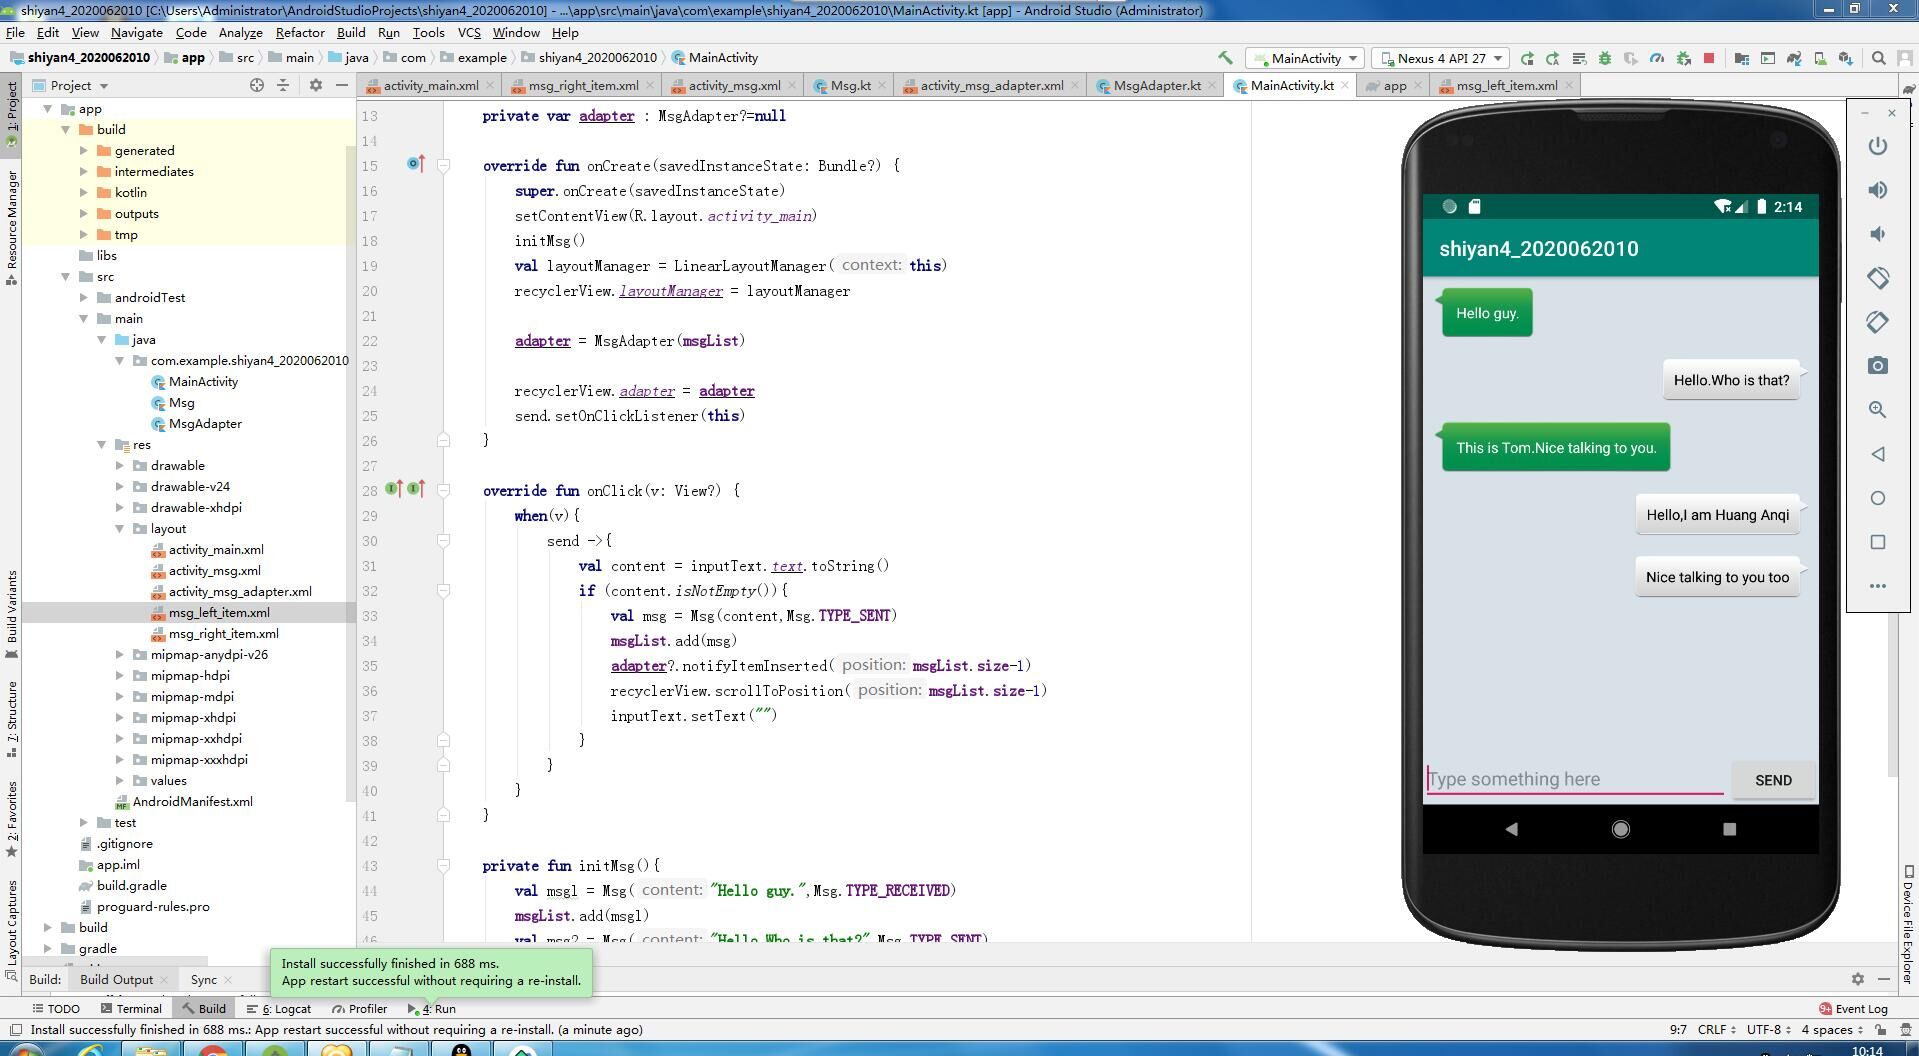 shiyan4_2020062010 [C:\Users\Administrator\AndroidStudioProjects\shiyan4_2020062010] - ...\app\src\main\java\com\example\shiyan4_2020062010\MainActivity.kt [app] - Android Studio (Administrator)
File Edit View Navigate Code Analyze Refactor Build Run Tools VCS Window Help
shiyan4_2020062010 app src main java com example shiyan4_2020062010 MainActivity MainActivity Nexus 4 API 27
Project activity_main.xml msg_right_item.xml activity_msg.xml Msg.kt activity_msg_adapter.xml MsgAdapter.kt MainActivity.kt app msg_left_item.xml
1: Project
Resource Manager
Build Variants
7: Structure
2: Favorites
Layout Captures
app
build
generated
intermediates
kotlin
outputs
tmp
libs
src
androidTest
main
java
com.example.shiyan4_2020062010
MainActivity
Msg
MsgAdapter
res
drawable
drawable-v24
drawable-xhdpi
layout
activity_main.xml
activity_msg.xml
activity_msg_adapter.xml
msg_left_item.xml
msg_right_item.xml
mipmap-anydpi-v26
mipmap-hdpi
mipmap-mdpi
mipmap-xhdpi
mipmap-xxhdpi
mipmap-xxxhdpi
values
AndroidManifest.xml
test
.gitignore
app.iml
build.gradle
proguard-rules.pro
build
gradle
13 private var adapter : MsgAdapter?=null
14
15 override fun onCreate(savedInstanceState: Bundle?) {
16 super.onCreate(savedInstanceState)
17 setContentView(R.layout.activity_main)
18 initMsg()
19 val layoutManager = LinearLayoutManager( context: this)
20 recyclerView.layoutManager = layoutManager
21
22 adapter = MsgAdapter(msgList)
23
24 recyclerView.adapter = adapter
25 send.setOnClickListener(this)
26 }
27
28 override fun onClick(v: View?) {
29 when(v){
30 send ->{
31 val content = inputText.text.toString()
32 if (content.isNotEmpty()){
33 val msg = Msg(content,Msg.TYPE_SENT)
34 msgList.add(msg)
35 adapter?.notifyItemInserted( position: msgList.size-1)
36 recyclerView.scrollToPosition( position: msgList.size-1)
37 inputText.setText("")
38 }
39 }
40 }
41 }
42
43 private fun initMsg(){
44 val msg1 = Msg( content: "Hello guy.",Msg.TYPE_RECEIVED)
45 msgList.add(msg1)
46 val msg2 = Msg( content: "Hello.Who is that?",Msg.TYPE_SENT)
2:14
shiyan4_2020062010
Hello guy.
Hello.Who is that?
This is Tom.Nice talking to you.
Hello,I am Huang Anqi
Nice talking to you too
Type something here
SEND
Device File Explorer
Install successfully finished in 688 ms.
App restart successful without requiring a re-install.
Build: Build Output Sync
TODO Terminal Build 6: Logcat Profiler 4: Run 9+ Event Log
Install successfully finished in 688 ms.: App restart successful without requiring a re-install. (a minute ago) 9:7 CRLF UTF-8 4 spaces
10:14